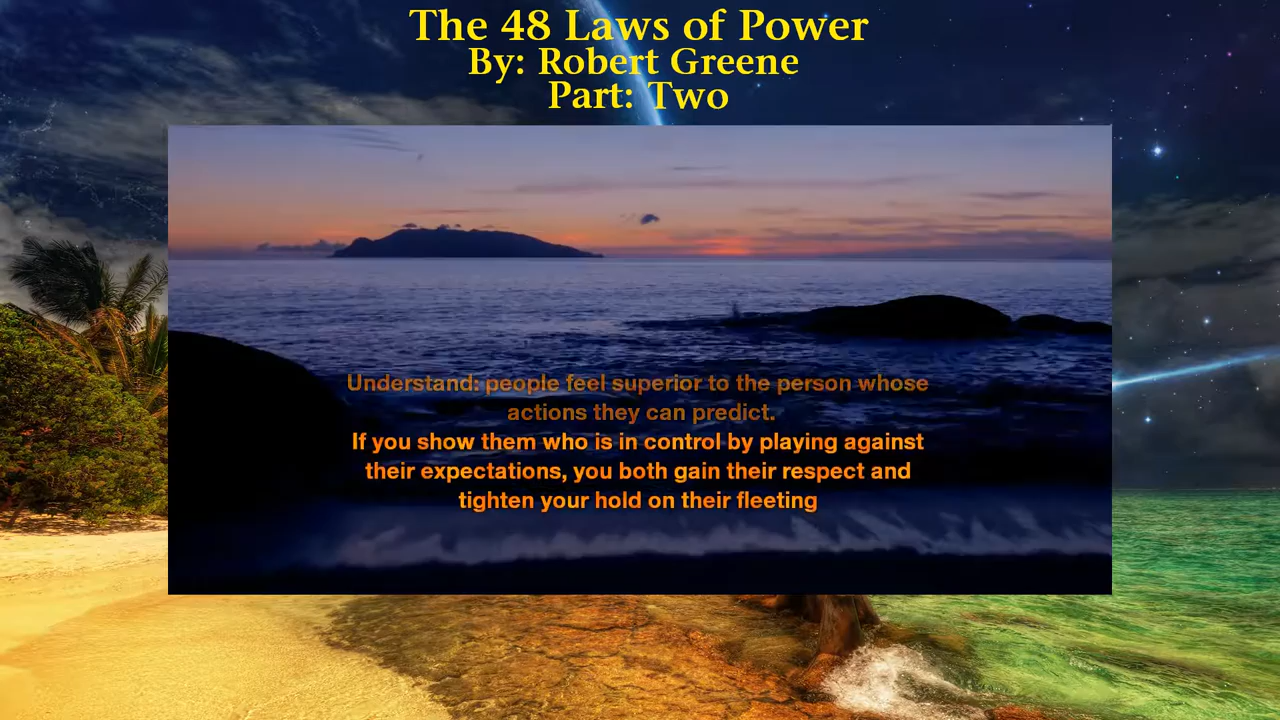 The 48 Laws of Power
By: Robert Greene
Part: Two
Understand: people feel superior to the person whose
actions they can predict.
If you show them who is in control by playing against
their expectations, you both gain their respect and
tighten your hold on their fleeting